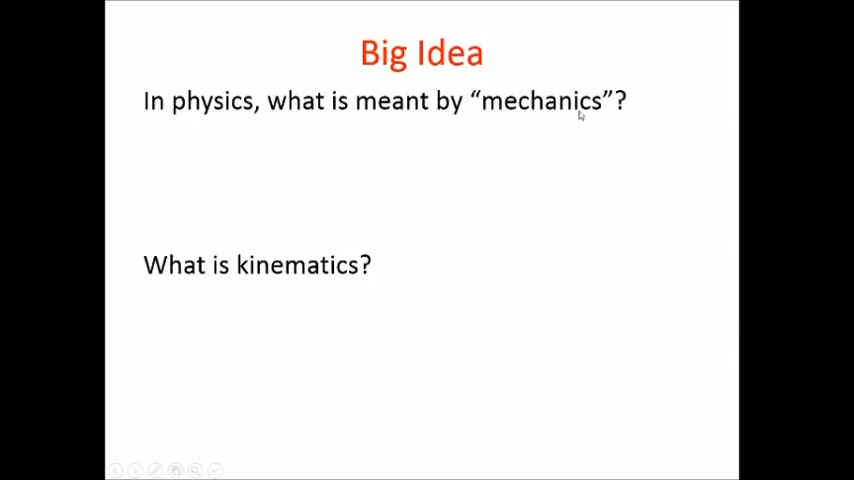 Big Idea
In physics, what is meant by “mechanics”?
What is kinematics?